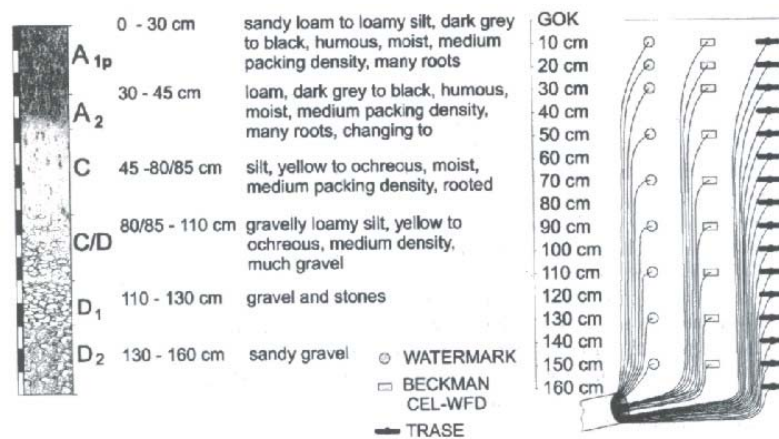 0 - 30 cm sandy loam to loamy silt, dark grey
to black, humous, moist, medium
packing density, many roots
A 1p
30 - 45 cm loam, dark grey to black, humous,
moist, medium packing density,
many roots, changing to
A 2
C 45 -80/85 cm silt, yellow to ochreous, moist,
medium packing density, rooted
80/85 - 110 cm gravelly loamy silt, yellow to
ochreous, medium density,
much gravel
C/D
D1 110 - 130 cm gravel and stones
D2 130 - 160 cm sandy gravel
WATERMARK
BECKMAN
CEL-WFD
TRASE
GOK
10 cm
20 cm
30 cm
40 cm
50 cm
60 cm
70 cm
80 cm
90 cm
100 cm
110 cm
120 cm
130 cm
140 cm
150 cm
160 cm